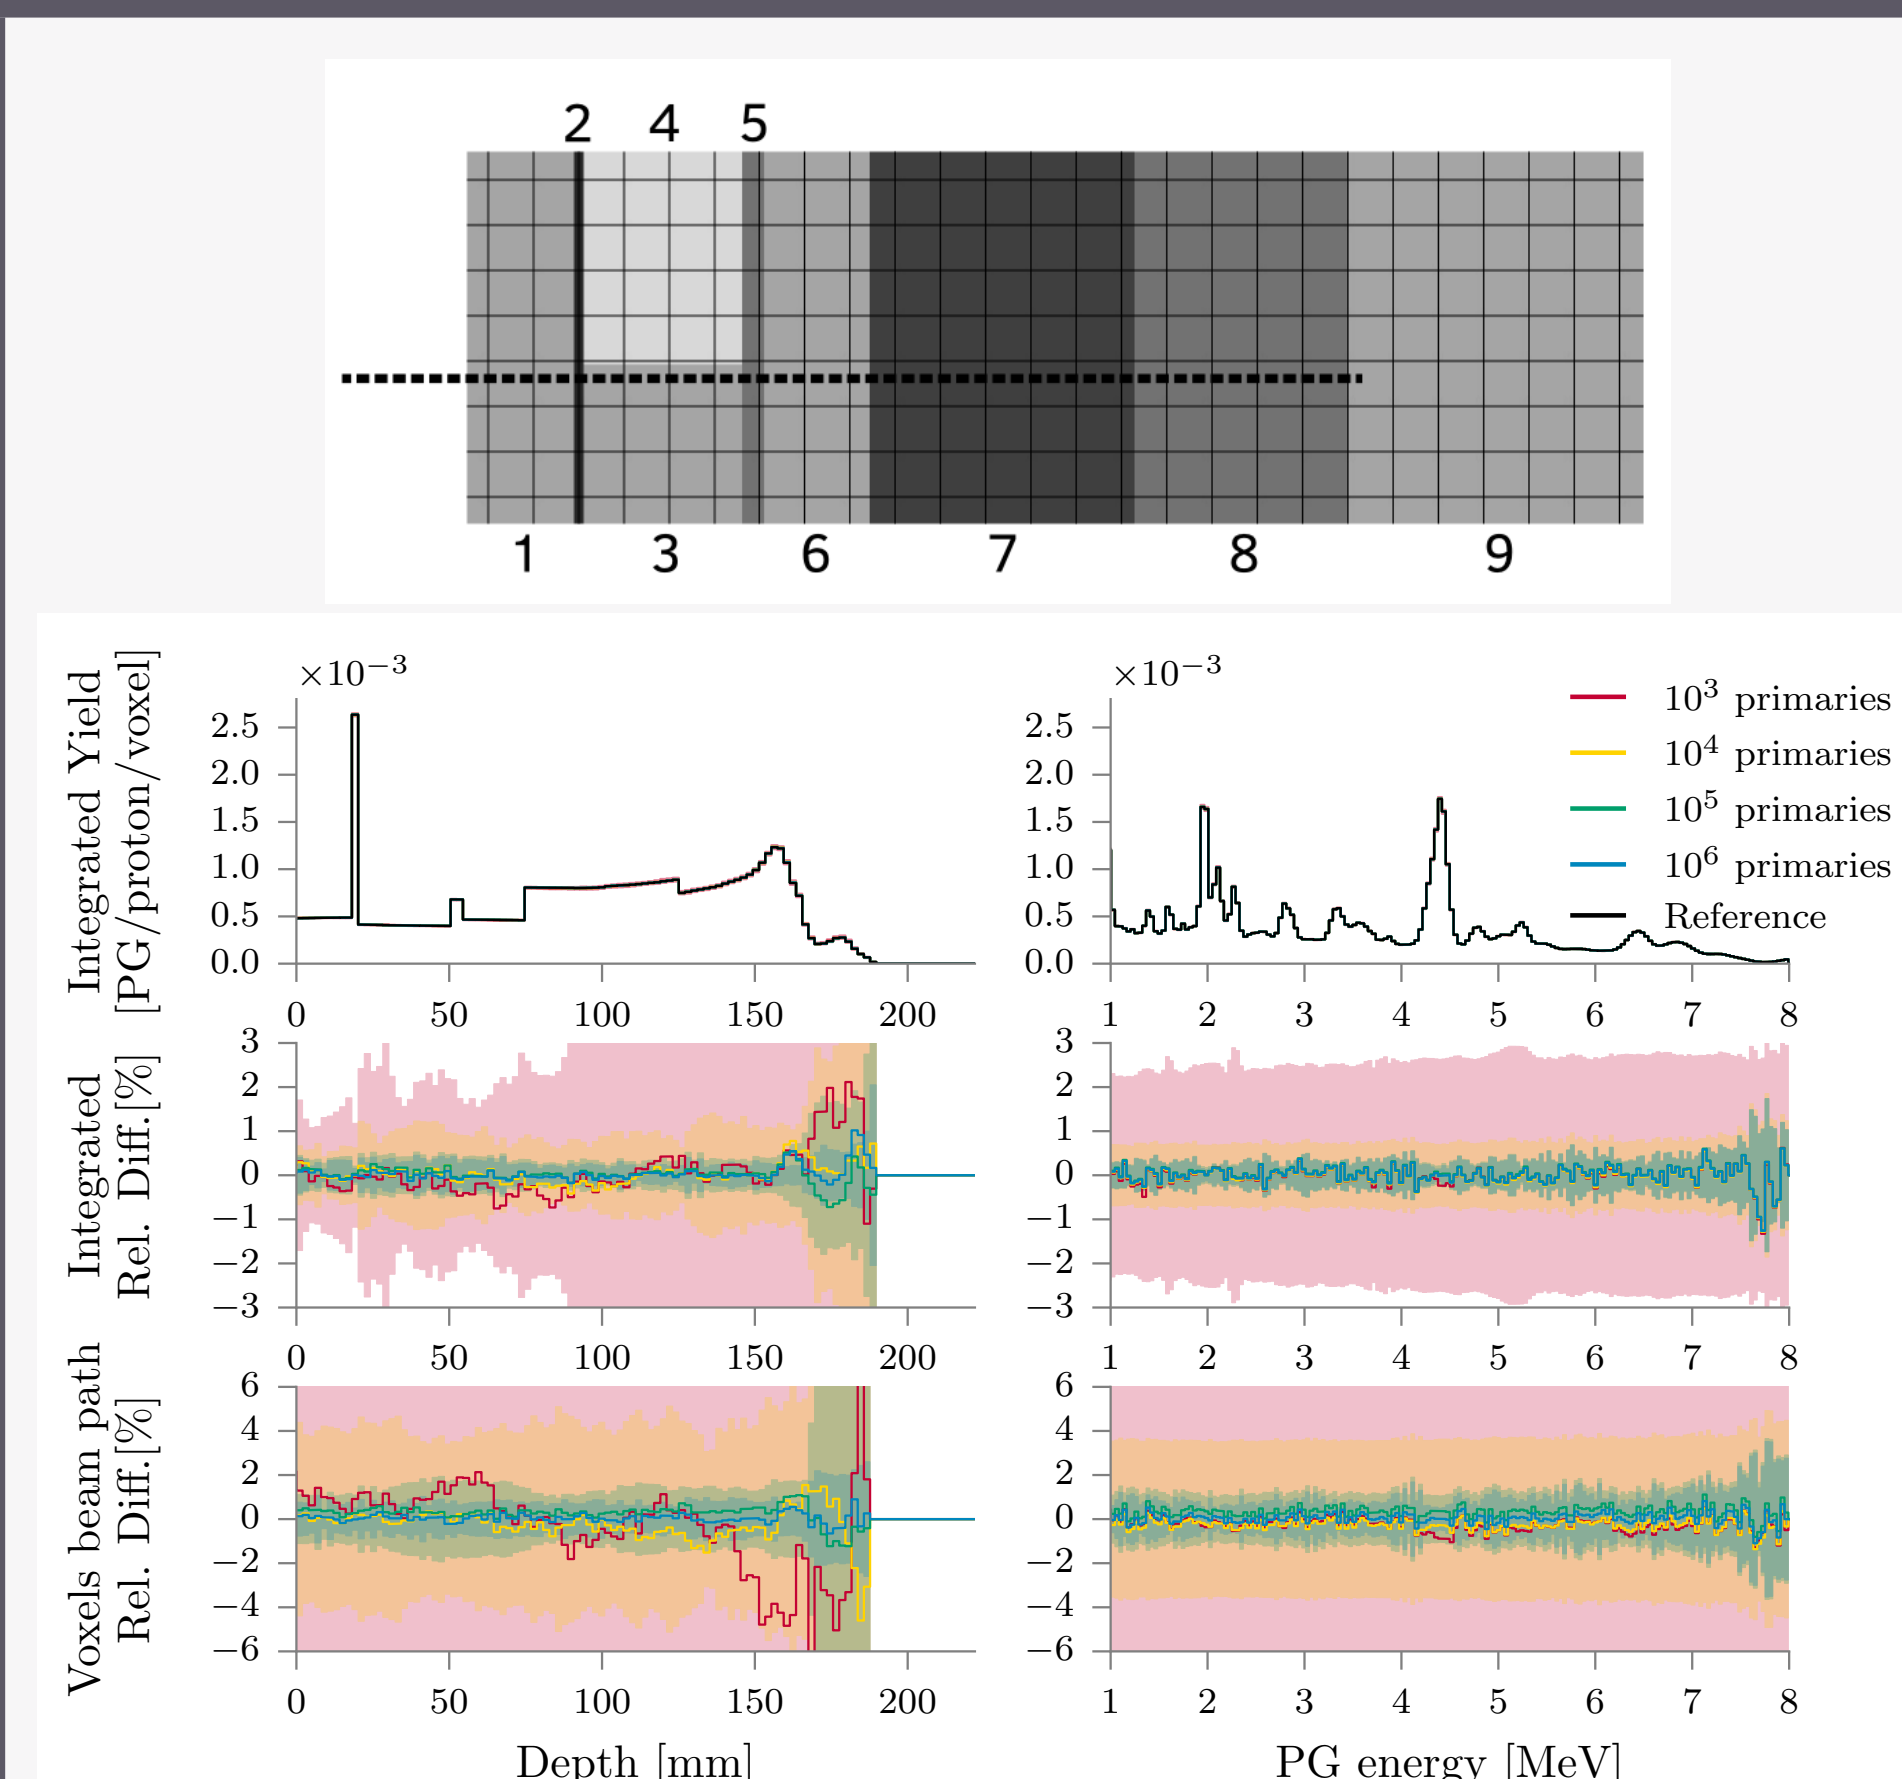 2 4 5
1 3 6 7 8 9
Integrated Yield
[PG/proton/voxel]
×10⁻³
2.5
2.0
1.5
1.0
0.5
0.0
0 50 100 150 200
×10⁻³
2.5
2.0
1.5
1.0
0.5
0.0
1 2 3 4 5 6 7 8
10³ primaries
10⁴ primaries
10⁵ primaries
10⁶ primaries
Reference
Integrated
Rel. Diff.[%]
3
2
1
0
−1
−2
−3
0 50 100 150 200
3
2
1
0
−1
−2
−3
1 2 3 4 5 6 7 8
Voxels beam path
Rel. Diff.[%]
6
4
2
0
−2
−4
−6
0 50 100 150 200
Depth [mm]
6
4
2
0
−2
−4
−6
1 2 3 4 5 6 7 8
PG energy [MeV]